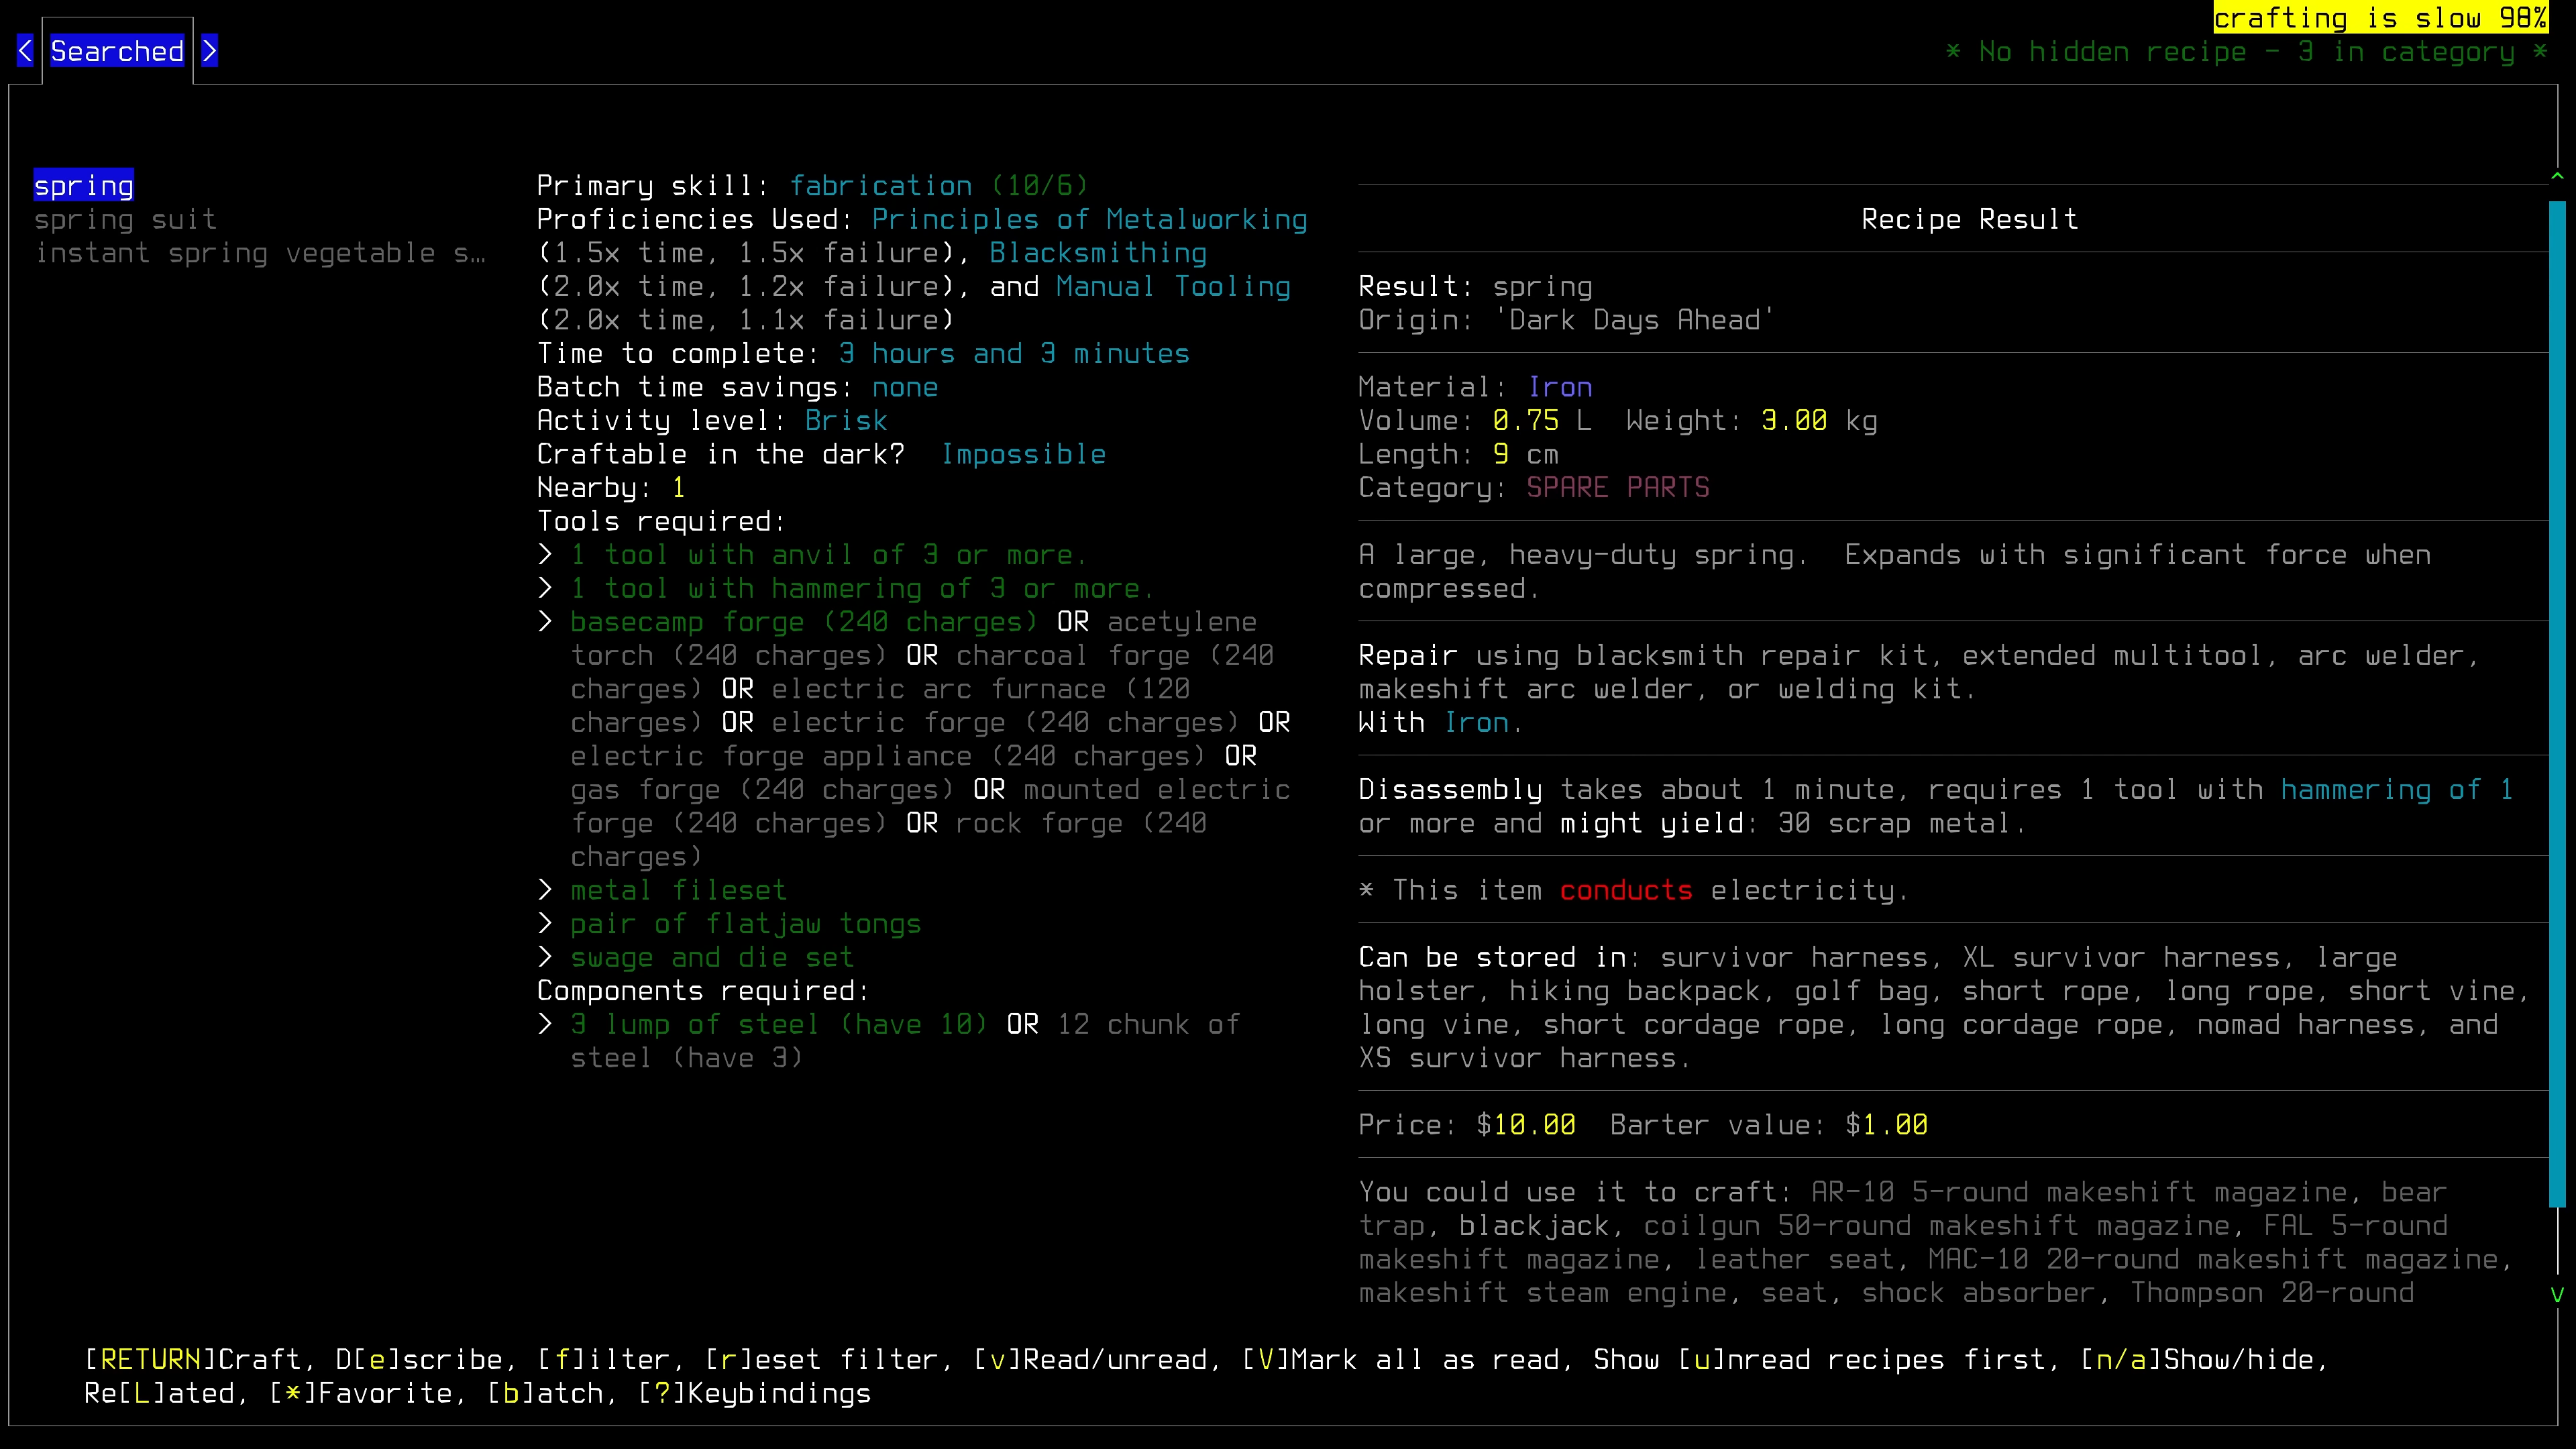 crafting is slow 98%
< Searched >
* No hidden recipe - 3 in category *
spring
spring suit
instant spring vegetable s…
Primary skill: fabrication (10/6)
Proficiencies Used: Principles of Metalworking
(1.5x time, 1.5x failure), Blacksmithing
(2.0x time, 1.2x failure), and Manual Tooling
(2.0x time, 1.1x failure)
Time to complete: 3 hours and 3 minutes
Batch time savings: none
Activity level: Brisk
Craftable in the dark?  Impossible
Nearby: 1
Tools required:
> 1 tool with anvil of 3 or more.
> 1 tool with hammering of 3 or more.
> basecamp forge (240 charges) OR acetylene
torch (240 charges) OR charcoal forge (240
charges) OR electric arc furnace (120
charges) OR electric forge (240 charges) OR
electric forge appliance (240 charges) OR
gas forge (240 charges) OR mounted electric
forge (240 charges) OR rock forge (240
charges)
> metal fileset
> pair of flatjaw tongs
> swage and die set
Components required:
> 3 lump of steel (have 10) OR 12 chunk of
steel (have 3)
Recipe Result
Result: spring
Origin: 'Dark Days Ahead'
Material: Iron
Volume: 0.75 L  Weight: 3.00 kg
Length: 9 cm
Category: SPARE PARTS
A large, heavy-duty spring.  Expands with significant force when
compressed.
Repair using blacksmith repair kit, extended multitool, arc welder,
makeshift arc welder, or welding kit.
With Iron.
Disassembly takes about 1 minute, requires 1 tool with hammering of 1
or more and might yield: 30 scrap metal.
* This item conducts electricity.
Can be stored in: survivor harness, XL survivor harness, large
holster, hiking backpack, golf bag, short rope, long rope, short vine,
long vine, short cordage rope, long cordage rope, nomad harness, and
XS survivor harness.
Price: $10.00  Barter value: $1.00
You could use it to craft: AR-10 5-round makeshift magazine, bear
trap, blackjack, coilgun 50-round makeshift magazine, FAL 5-round
makeshift magazine, leather seat, MAC-10 20-round makeshift magazine,
makeshift steam engine, seat, shock absorber, Thompson 20-round
[RETURN]Craft, D[e]scribe, [f]ilter, [r]eset filter, [v]Read/unread, [V]Mark all as read, Show [u]nread recipes first, [n/a]Show/hide,
Re[L]ated, [*]Favorite, [b]atch, [?]Keybindings